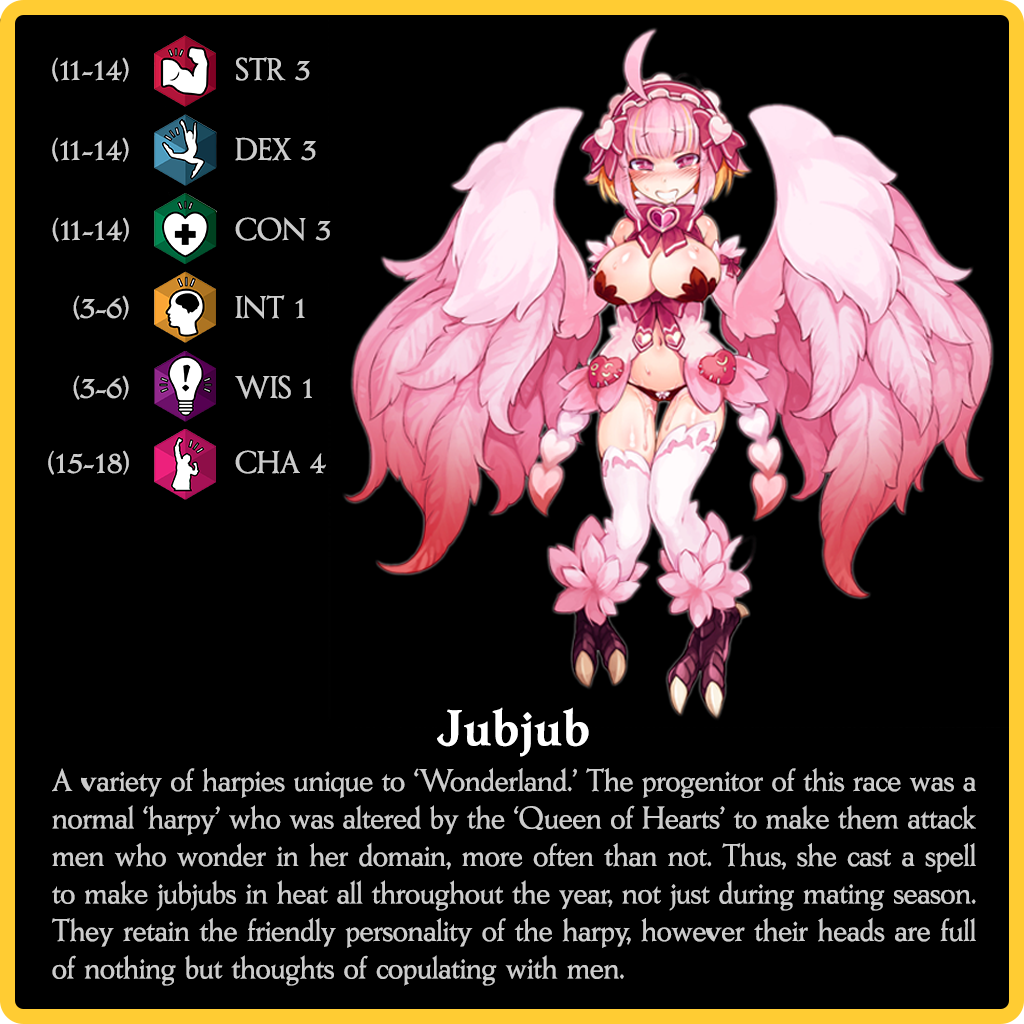 (11-14) STR 3
(11-14) DEX 3
(11-14) CON 3
(3-6) INT 1
(3-6) WIS 1
(15-18) CHA 4
Jubjub
A variety of harpies unique to ‘Wonderland.’ The progenitor of this race was a
normal ‘harpy’ who was altered by the ‘Queen of Hearts’ to make them attack
men who wonder in her domain, more often than not. Thus, she cast a spell
to make jubjubs in heat all throughout the year, not just during mating season.
They retain the friendly personality of the harpy, however their heads are full
of nothing but thoughts of copulating with men.